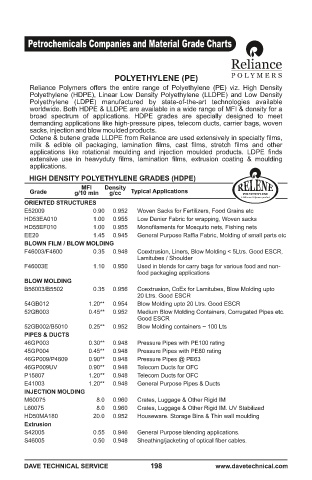 Petrochemicals Companies and Material Grade Charts
Reliance
POLYMERS
POLYETHYLENE (PE)
Reliance Polymers offers the entire range of Polyethylene (PE) viz. High Density
Polyethylene (HDPE), Linear Low Density Polyethylene (LLDPE) and Low Density
Polyethylene (LDPE) manufactured by state-of-the-art technologies available
worldwide. Both HDPE & LLDPE are available in a wide range of MFI & density for a
broad spectrum of applications. HDPE grades are specially designed to meet
demanding applications like high-pressure pipes, telecom ducts, carrier bags, woven
sacks, injection and blow moulded products.
Octene & butene grade LLDPE from Reliance are used extensively in specialty films,
milk & edible oil packaging, lamination films, cast films, stretch films and other
applications like rotational moulding and injection moulded products. LDPE finds
extensive use in heavyduty films, lamination films, extrusion coating & moulding
applications.
HIGH DENSITY POLYETHYLENE GRADES (HDPE)
RELENE
Grade MFI g/10 min Density g/cc Typical Applications
ORIENTED STRUCTURES
E52009 0.90 0.952 Woven Sacks for Fertilizers, Food Grains etc
HD53EA010 1.00 0.955 Low Denier Fabric for wrapping, Woven sacks
HD55EF010 1.00 0.955 Monofilaments for Mosquito nets, Fishing nets
EE20 1.45 0.945 General Purpose Raffia Fabric, Molding of small parts etc
BLOWN FILM / BLOW MOLDING
F46003/F4600 0.35 0.948 Coextrusion, Liners, Blow Molding < 5Ltrs. Good ESCR.
Lamitubes / Shoulder
F46003E 1.10 0.950 Used in blends for carry bags for various food and non-
food packaging applications
BLOW MOLDING
B56003/B5502 0.35 0.956 Coextrusion, CoEx for Lamitubes, Blow Molding upto
20 Ltrs. Good ESCR
54GB012 1.20** 0.954 Blow Molding upto 20 Ltrs. Good ESCR
52GB003 0.45** 0.952 Medium Blow Molding Containers, Corrugated Pipes etc.
Good ESCR
52GB002/B5010 0.25** 0.952 Blow Molding containers ~ 100 Lts
PIPES & DUCTS
46GP003 0.30** 0.948 Pressure Pipes with PE100 rating
45GP004 0.45** 0.948 Pressure Pipes with PE80 rating
46GP009/P4609 0.90** 0.948 Pressure Pipes @ PE63
46GP009UV 0.90** 0.948 Telecom Ducts for OFC
P15807 1.20** 0.948 Telecom Ducts for OFC
E41003 1.20** 0.948 General Purpose Pipes & Ducts
INJECTION MOLDING
M60075 8.0 0.960 Crates, Luggage & Other Rigid IM
L60075 8.0 0.960 Crates, Luggage & Other Rigid IM. UV Stabilized
HD50MA180 20.0 0.952 Houseware. Storage Bins & Thin wall moulding
Extrusion
S42005 0.55 0.946 General Purpose blending applications
S46005 0.50 0.948 Sheathing/jacketing of optical fiber cables.
DAVE TECHNICAL SERVICE 198 www.davetechnical.com